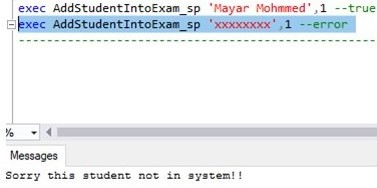 exec AddStudentIntoExam_sp 'Mayar Mohmmed',1 --true
exec AddStudentIntoExam_sp 'xxxxxxxx',1 --error
--------------------------------------------------
% 
Messages
Sorry this student not in system!!